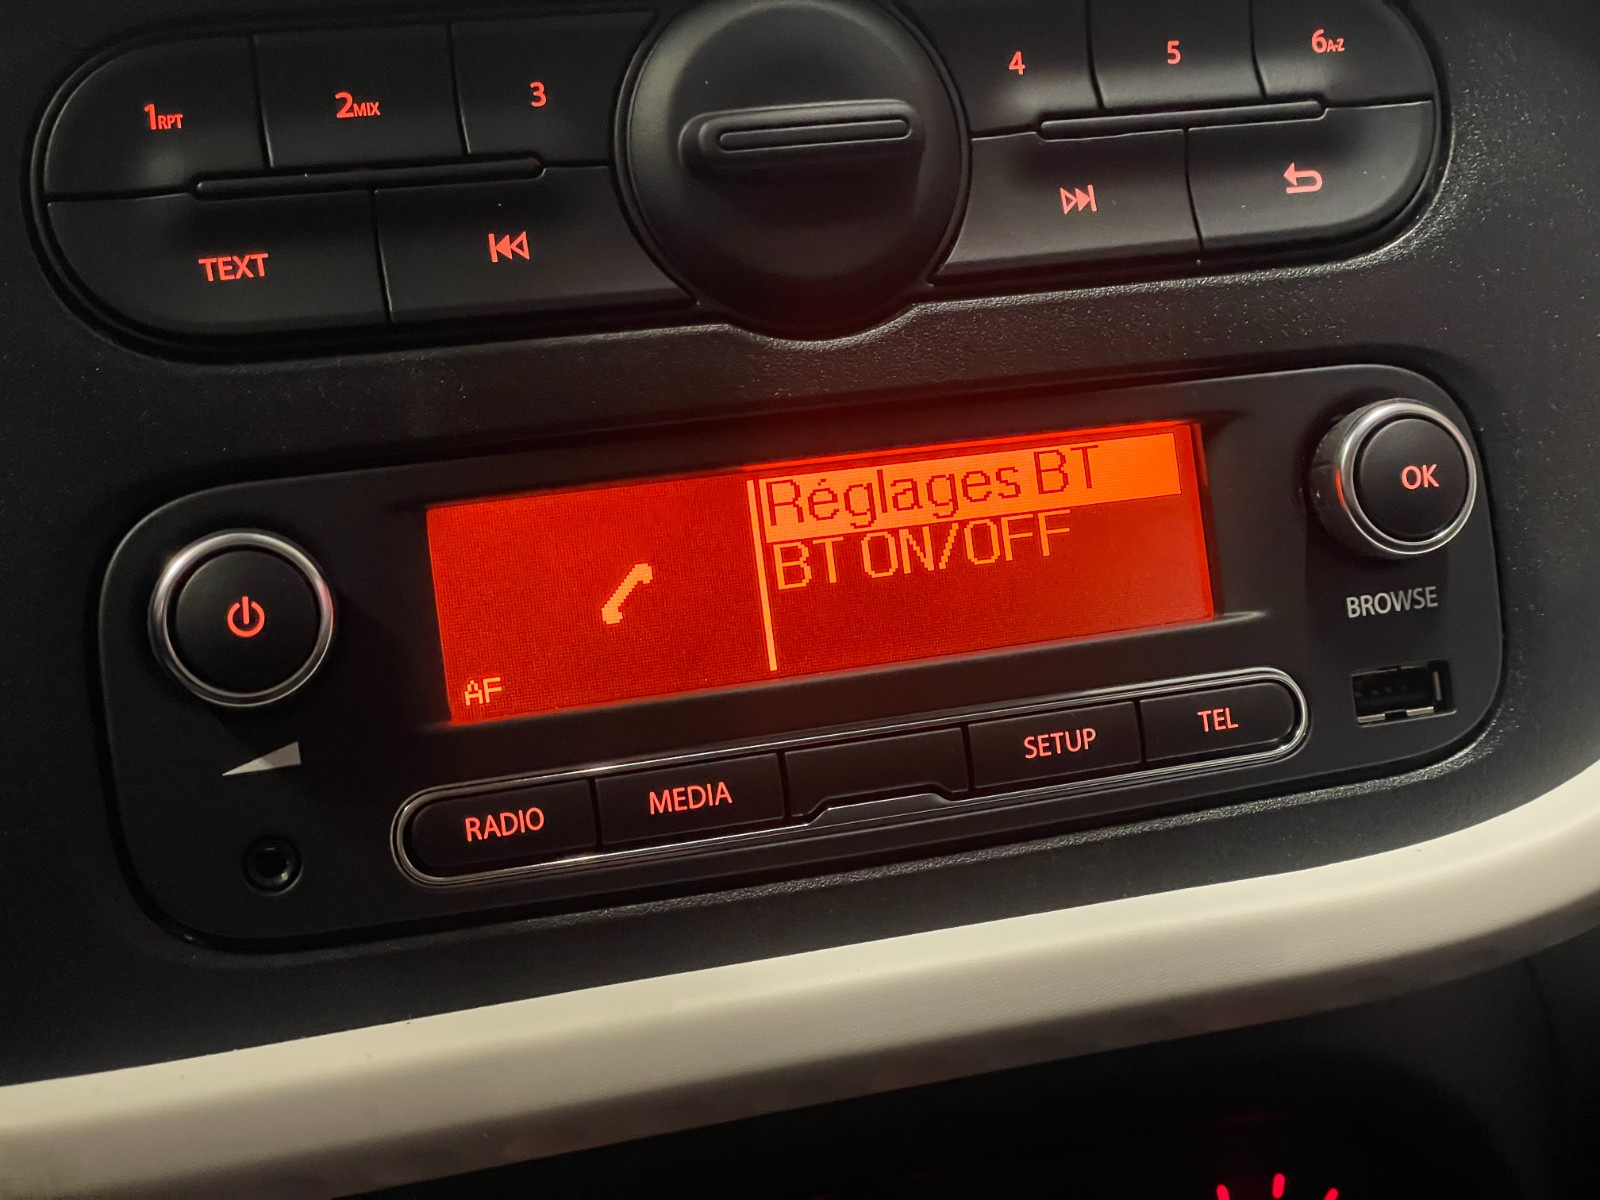 1RPT
2MIX
3
4
5
6A-Z
TEXT
Réglages BT
BT ON/OFF
AF
OK
BROWSE
RADIO
MEDIA
SETUP
TEL